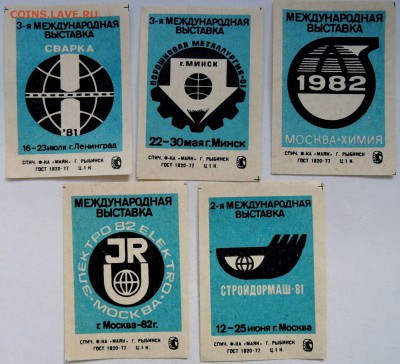 COINS.LAVE.RU
3-Я МЕЖДУНАРОДНАЯ
ВЫСТАВКА
СВАРКА
'81
16-23 июля г. Ленинград
СПИЧ. Ф-КА "МАЯК" Г. РЫБИНСК
ГОСТ 1820-77 Ц. 1 К.
3-Я МЕЖДУНАРОДНАЯ
ВЫСТАВКА
ПОРОШКОВАЯ МЕТАЛЛУРГИЯ-81
г. МИНСК
22-30 мая г. Минск
СПИЧ. Ф-КА "МАЯК" Г. РЫБИНСК
ГОСТ 1820-77 Ц. 1 К.
МЕЖДУНАРОДНАЯ
ВЫСТАВКА
1982
МОСКВА·ХИМИЯ
СПИЧ. Ф-КА "МАЯК" Г. РЫБИНСК
ГОСТ 1820-77 Ц. 1 К.
МЕЖДУНАРОДНАЯ
ВЫСТАВКА
ЭЛЕКТРО 82 ELEKTRO
МОСКВА
г. Москва-82г.
СПИЧ. Ф-КА "МАЯК" Г. РЫБИНСК
ГОСТ 1820-77 Ц. 1 К.
2-Я МЕЖДУНАРОДНАЯ
ВЫСТАВКА
СТРОЙДОРМАШ·81
12-25 июня г. Москва
СПИЧ. Ф-КА "МАЯК" Г. РЫБИНСК
ГОСТ 1820-77 Ц. 1 К.